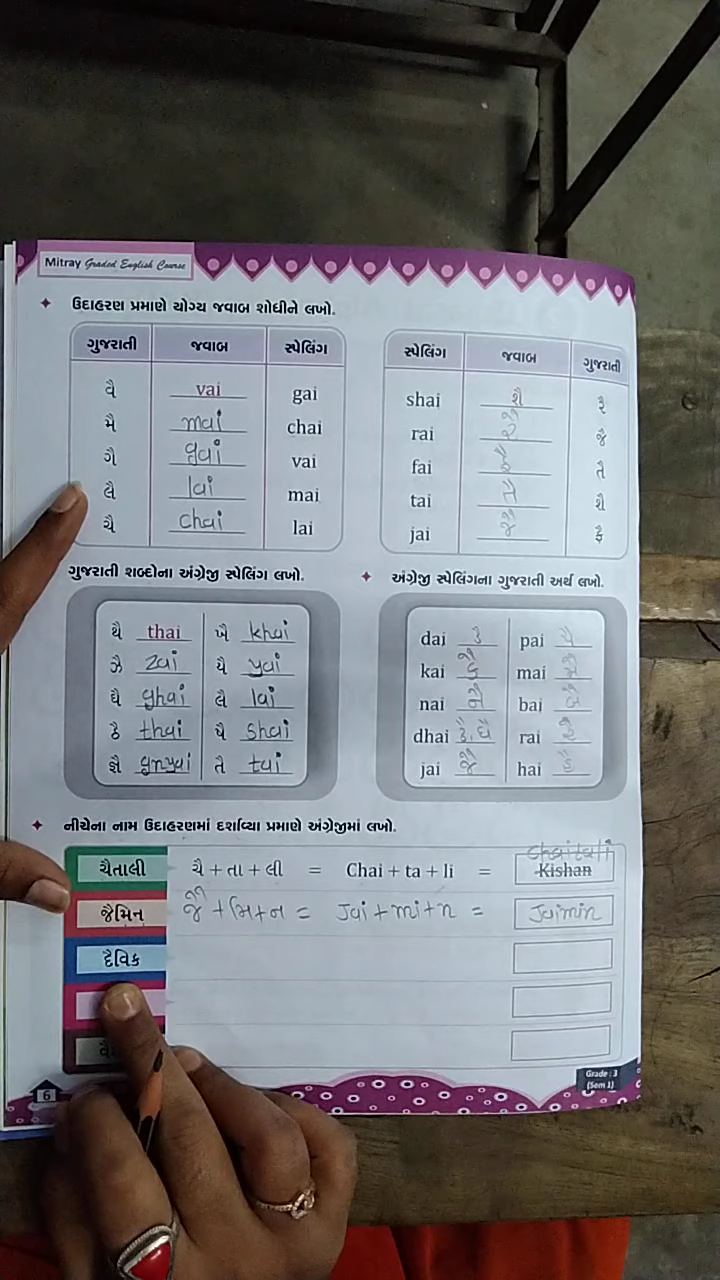 Mitray Graded English Course
ઉદાહરણ પ્રમાણે યોગ્ય જવાબ શોધીને લખો.
ગુજરાતી જવાબ સ્પેલિંગ
વૈ vai gai
મૈ mai chai
ગૈ gai vai
લૈ lai mai
ચૈ chai lai
સ્પેલિંગ જવાબ ગુજરાતી
shai શૈ રૈ
rai રૈ જૈ
fai ફૈ તૈ
tai તૈ શૈ
jai જૈ ફૈ
ગુજરાતી શબ્દોના અંગ્રેજી સ્પેલિંગ લખો.
થૈ thai ખૈ khai
ઝૈ zai યૈ yai
ઘૈ ghai લૈ lai
ઠૈ thai ષૈ shai
જ્ઞૈ gnyai તૈ tai
અંગ્રેજી સ્પેલિંગના ગુજરાતી અર્થ લખો.
dai pai પૈ
kai કૈ mai મૈ
nai નૈ bai બૈ
dhai ઢૈ, ધૈ rai રૈ
jai જૈ hai હૈ
નીચેના નામ ઉદાહરણમાં દર્શાવ્યા પ્રમાણે અંગ્રેજીમાં લખો.
chaitali
ચૈતાલી ચૈ + તા + લી = Chai + ta + li = Kishan
જૈમિન જૈ + મિ + ન = Jai + mi + n = Jaimin
દૈવિક
6
Grade : 3
(Sem 1)